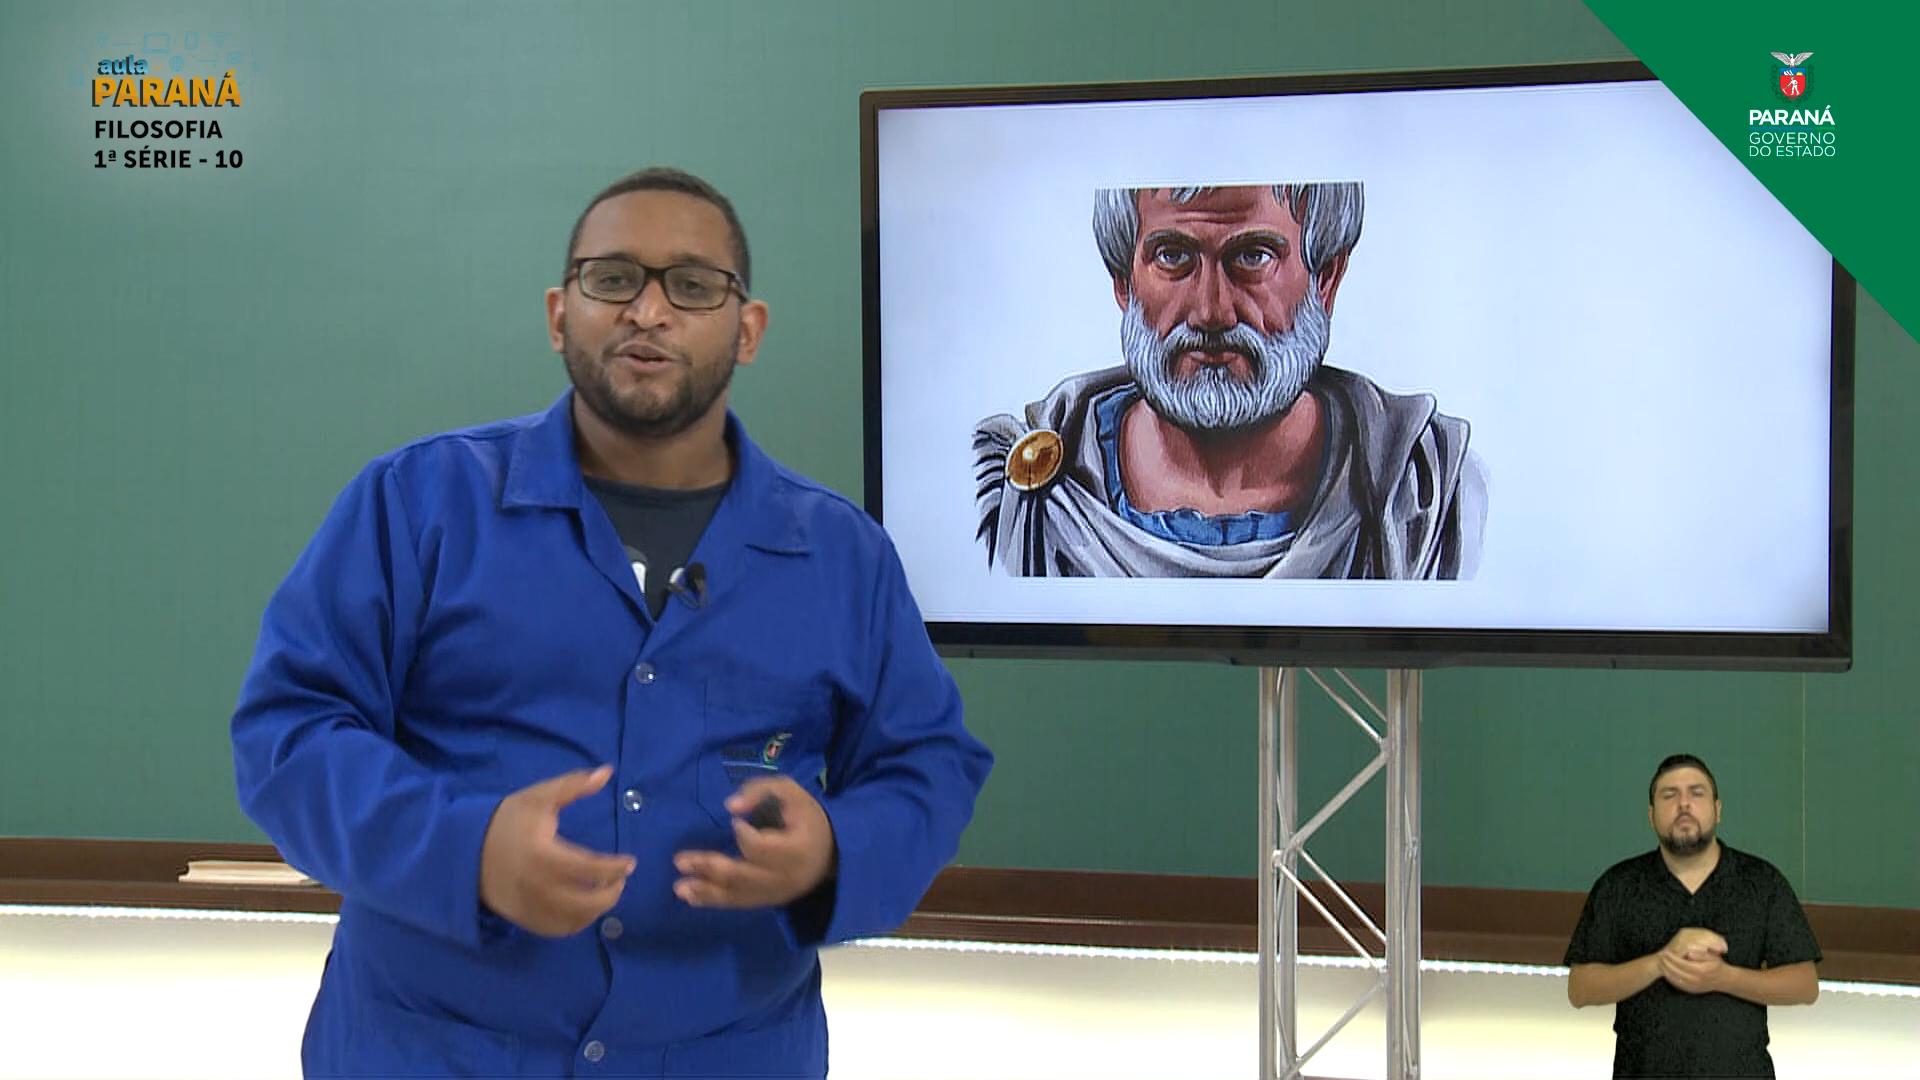 aula
PARANÁ
FILOSOFIA
1ª SÉRIE - 10
PARANÁ
GOVERNO
DO ESTADO